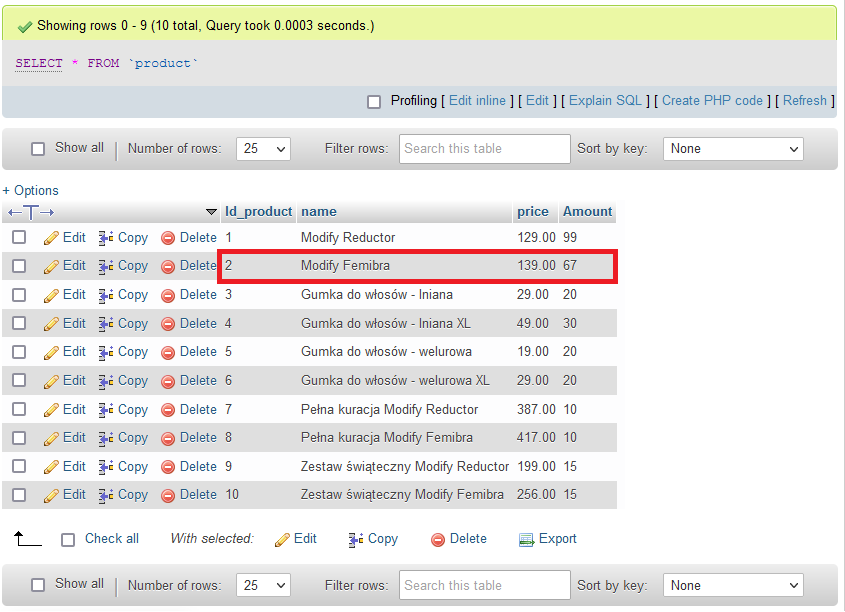 Showing rows 0 - 9 (10 total, Query took 0.0003 seconds.)
SELECT * FROM `product`
Profiling [ Edit inline ] [ Edit ] [ Explain SQL ] [ Create PHP code ] [ Refresh ]
Show all | Number of rows: 25 Filter rows: Search this table Sort by key: None
+ Options
←T→ Id_product name price Amount
Edit Copy Delete 1 Modify Reductor 129.00 99
Edit Copy Delete 2 Modify Femibra 139.00 67
Edit Copy Delete 3 Gumka do włosów - lniana 29.00 20
Edit Copy Delete 4 Gumka do włosów - lniana XL 49.00 30
Edit Copy Delete 5 Gumka do włosów - welurowa 19.00 20
Edit Copy Delete 6 Gumka do włosów - welurowa XL 29.00 20
Edit Copy Delete 7 Pełna kuracja Modify Reductor 387.00 10
Edit Copy Delete 8 Pełna kuracja Modify Femibra 417.00 10
Edit Copy Delete 9 Zestaw świąteczny Modify Reductor 199.00 15
Edit Copy Delete 10 Zestaw świąteczny Modify Femibra 256.00 15
Check all With selected: Edit Copy Delete Export
Show all | Number of rows: 25 Filter rows: Search this table Sort by key: None